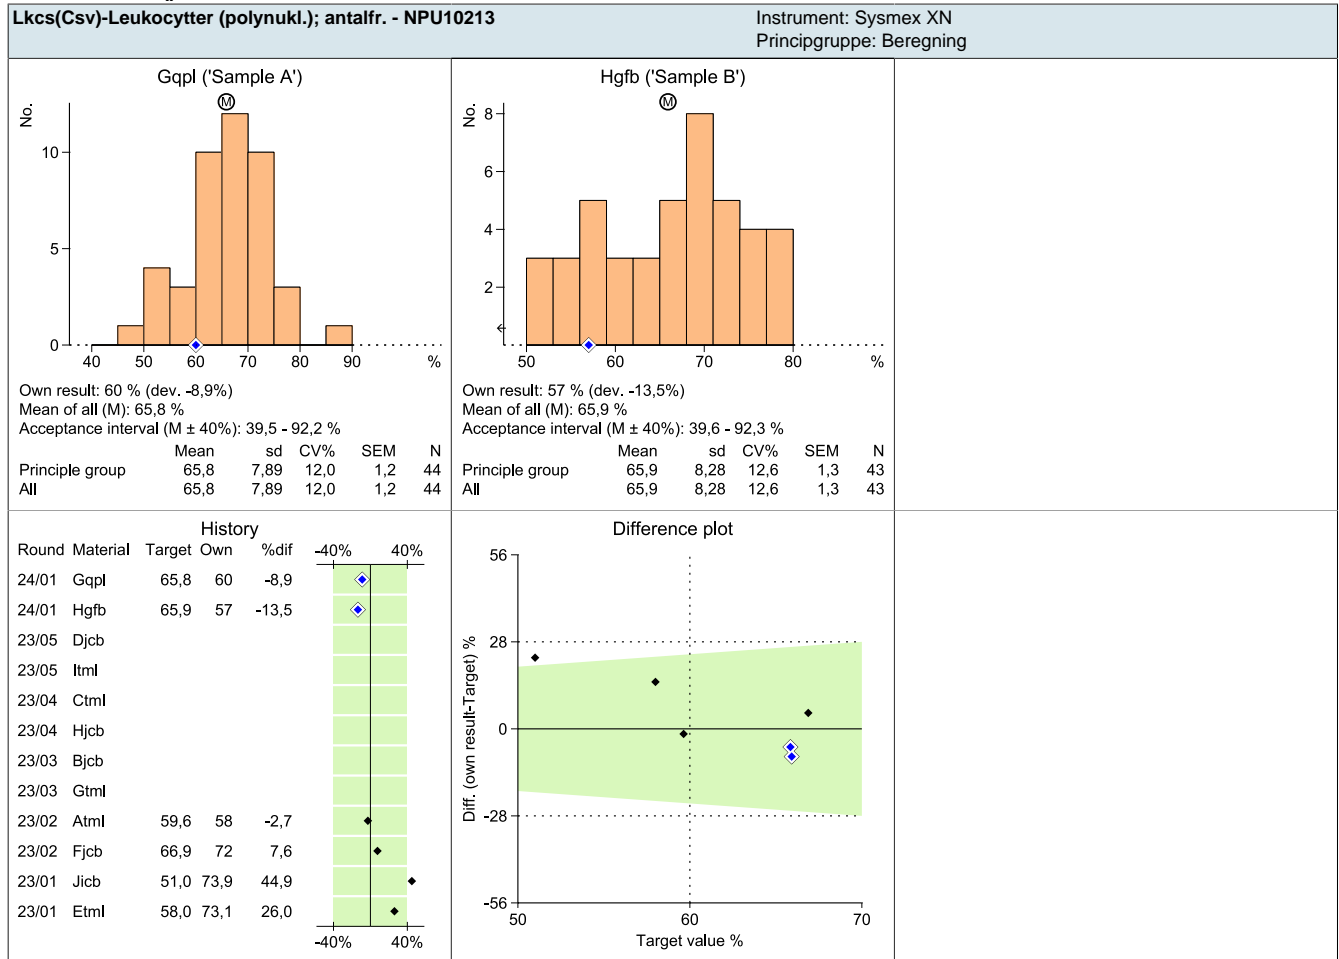 Lkcs(Csv)-Leukocytter (polynukl.); antalfr. - NPU10213
Instrument: Sysmex XN
Principgruppe: Beregning
Gqpl ('Sample A')
M
No.
10
5
0
40 50 60 70 80 90 %
Own result: 60 % (dev. -8,9%)
Mean of all (M): 65,8 %
Acceptance interval (M ± 40%): 39,5 - 92,2 %
Mean sd CV% SEM N
Principle group 65,8 7,89 12,0 1,2 44
All 65,8 7,89 12,0 1,2 44
Hgfb ('Sample B')
M
No.
8
6
4
2
50 60 70 80 %
Own result: 57 % (dev. -13,5%)
Mean of all (M): 65,9 %
Acceptance interval (M ± 40%): 39,6 - 92,3 %
Mean sd CV% SEM N
Principle group 65,9 8,28 12,6 1,3 43
All 65,9 8,28 12,6 1,3 43
History
Round Material Target Own %dif -40% 40%
24/01 Gqpl 65,8 60 -8,9
24/01 Hgfb 65,9 57 -13,5
23/05 Djcb
23/05 Itml
23/04 Ctml
23/04 Hjcb
23/03 Bjcb
23/03 Gtml
23/02 Atml 59,6 58 -2,7
23/02 Fjcb 66,9 72 7,6
23/01 Jicb 51,0 73,9 44,9
23/01 Etml 58,0 73,1 26,0
-40% 40%
Difference plot
Diff. (own result-Target) %
56
28
0
-28
-56
50 60 70
Target value %